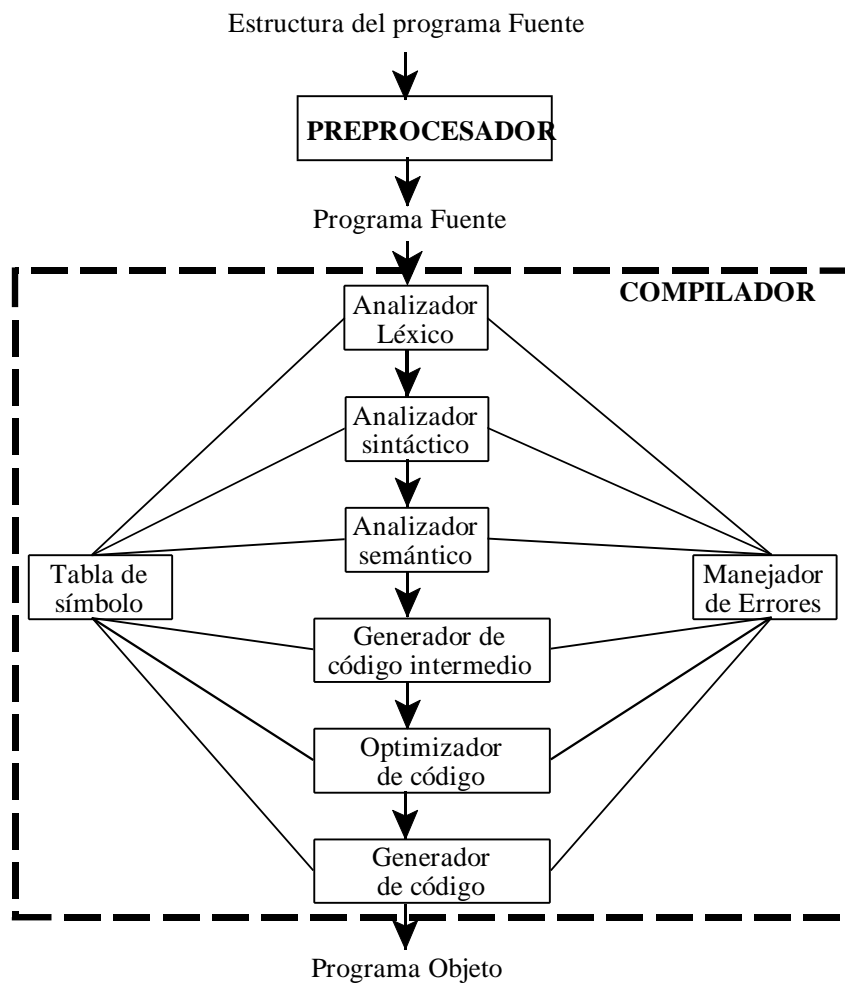 Estructura del programa Fuente
PREPROCESADOR
Programa Fuente
COMPILADOR
Analizador
Léxico
Analizador
sintáctico
Analizador
semántico
Tabla de
símbolo
Manejador
de Errores
Generador de
código intermedio
Optimizador
de código
Generador
de código
Programa Objeto